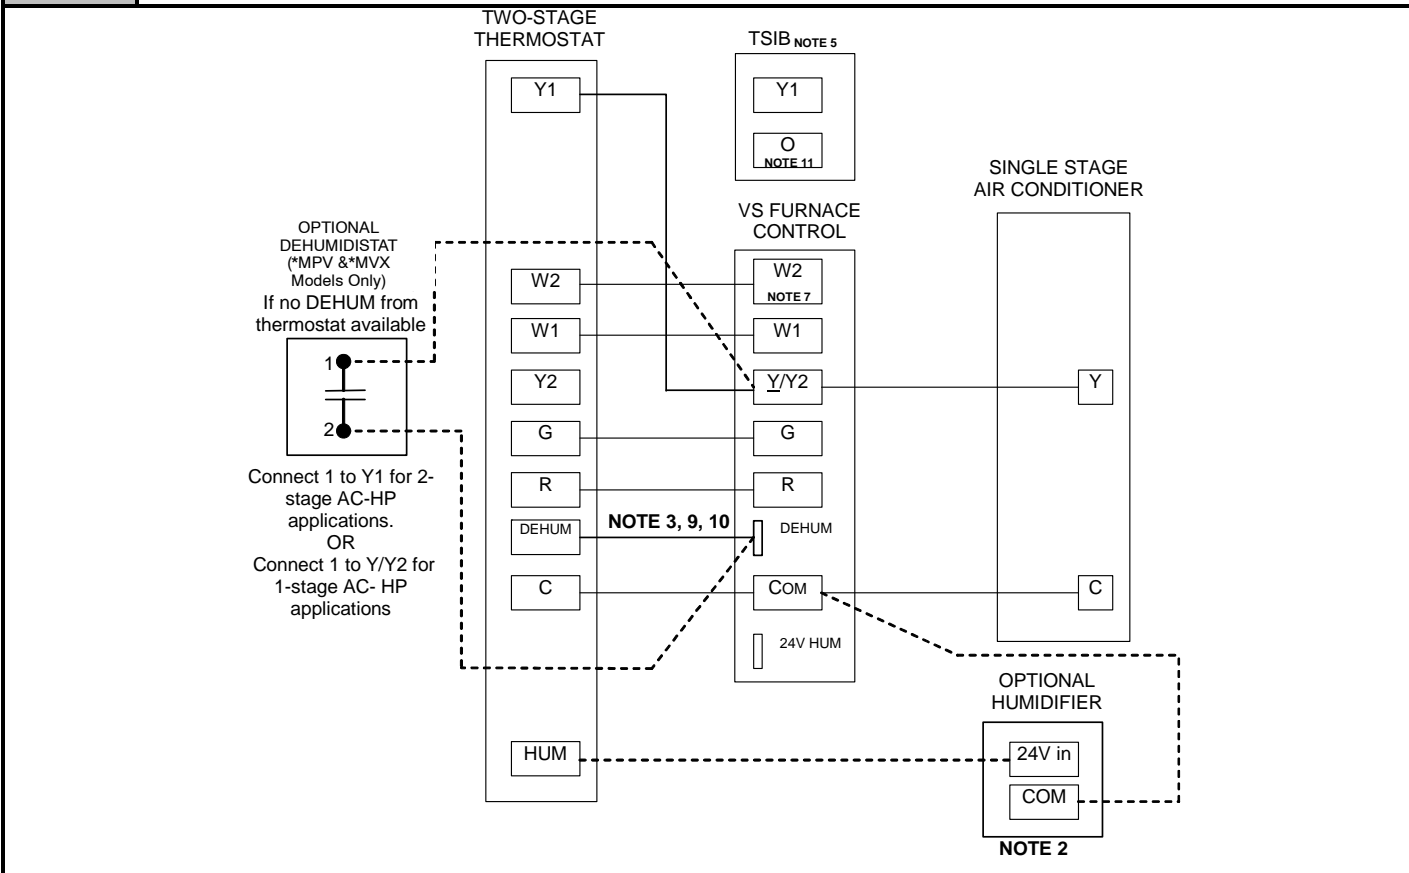 TWO-STAGE
THERMOSTAT
Y1
W2
W1
Y2
G
R
DEHUM
C
HUM
TSIB NOTE 5
Y1
O
NOTE 11
VS FURNACE
CONTROL
W2
NOTE 7
W1
Y/Y2
G
R
NOTE 3, 9, 10
DEHUM
COM
24V HUM
SINGLE STAGE
AIR CONDITIONER
Y
C
OPTIONAL
DEHUMIDISTAT
(*MPV &*MVX
Models Only)
If no DEHUM from
thermostat available
1
2
Connect 1 to Y1 for 2-
stage AC-HP
applications.
OR
Connect 1 to Y/Y2 for
1-stage AC- HP
applications
OPTIONAL
HUMIDIFIER
24V in
COM
NOTE 2